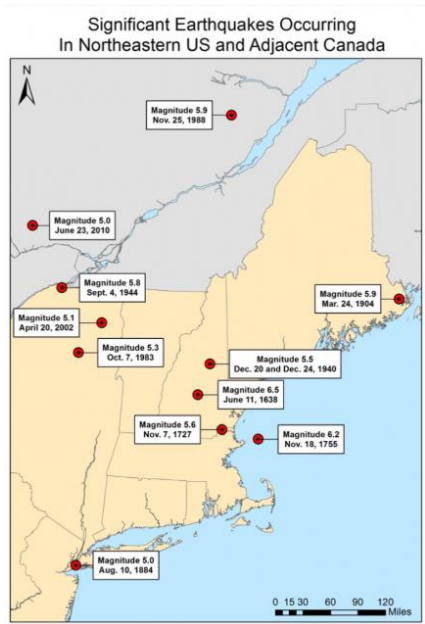 Significant Earthquakes Occurring
In Northeastern US and Adjacent Canada
N
Magnitude 5.9
Nov. 25, 1988
Magnitude 5.0
June 23, 2010
Magnitude 5.8
Sept. 4, 1944
Magnitude 5.9
Mar. 24, 1904
Magnitude 5.1
April 20, 2002
Magnitude 5.3
Oct. 7, 1983
Magnitude 5.5
Dec. 20 and Dec. 24, 1940
Magnitude 6.5
June 11, 1638
Magnitude 5.6
Nov. 7, 1727
Magnitude 6.2
Nov. 18, 1755
Magnitude 5.0
Aug. 10, 1884
0 15 30 60 90 120
Miles